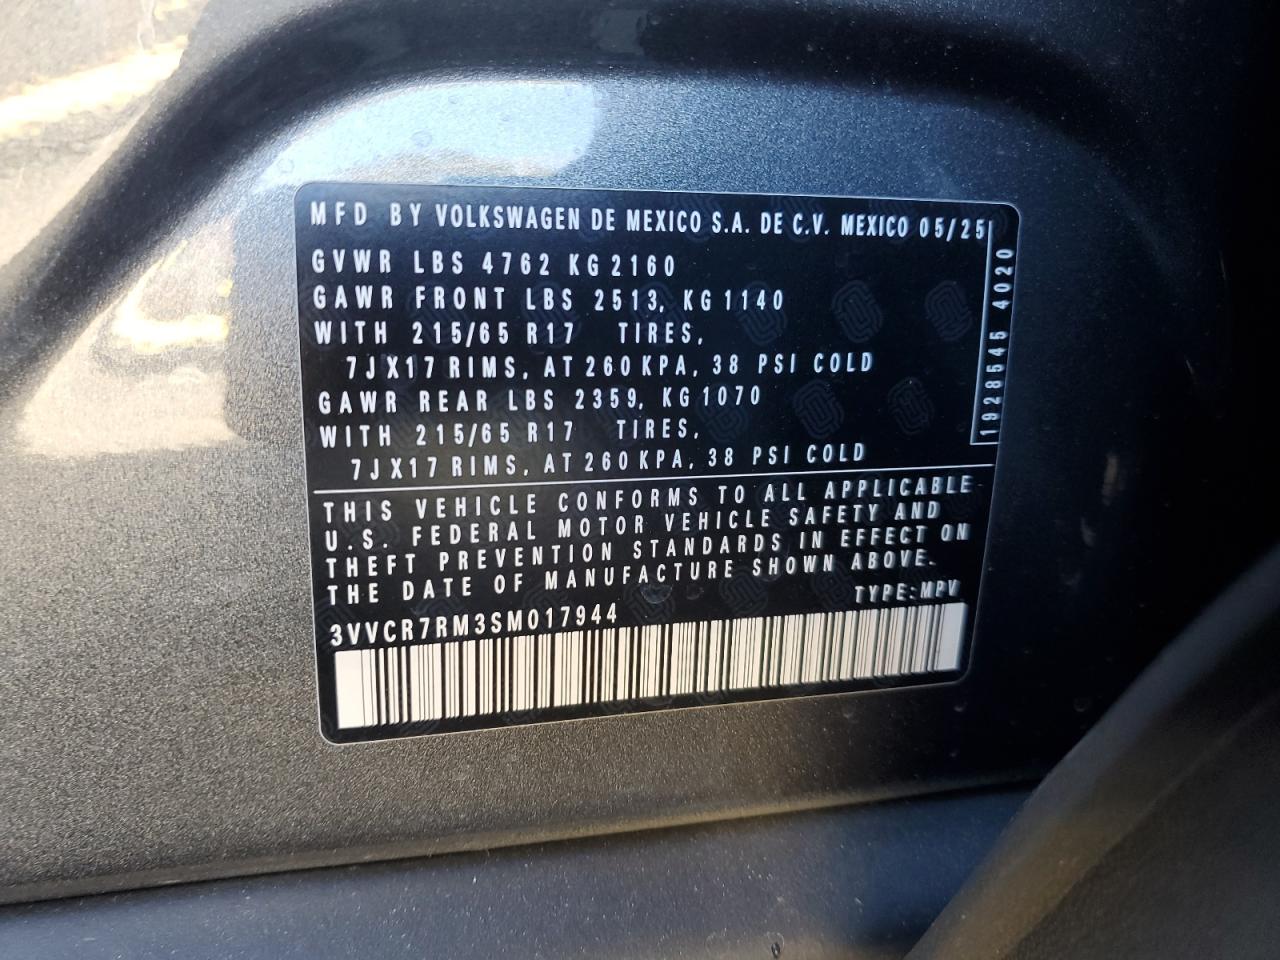 MFD BY VOLKSWAGEN DE MEXICO S.A. DE C.V. MEXICO 05/25
GVWR LBS 4762 KG 2160
GAWR FRONT LBS 2513, KG 1140
WITH 215/65 R17 TIRES,
7JX17 RIMS, AT 260 KPA, 38 PSI COLD
GAWR REAR LBS 2359, KG 1070
WITH 215/65 R17 TIRES,
7JX17 RIMS, AT 260 KPA, 38 PSI COLD
1928545 4020
THIS VEHICLE CONFORMS TO ALL APPLICABLE
U.S. FEDERAL MOTOR VEHICLE SAFETY AND
THEFT PREVENTION STANDARDS IN EFFECT ON
THE DATE OF MANUFACTURE SHOWN ABOVE.
TYPE: MPV
3VVCR7RM3SM017944